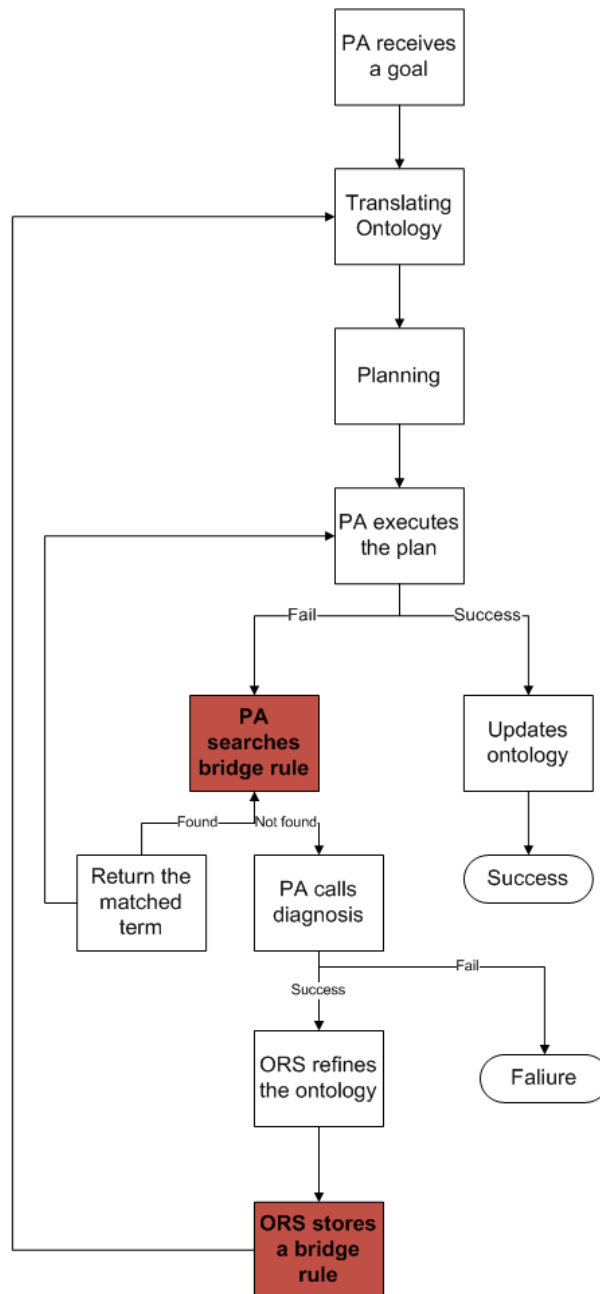 PA receives
a goal
Translating
Ontology
Planning
PA executes
the plan
Fail
Success
PA
searches
bridge rule
Updates
ontology
Found
Not found
Return the
matched
term
PA calls
diagnosis
Success
Success
Fail
ORS refines
the ontology
Faliure
ORS stores
a bridge
rule